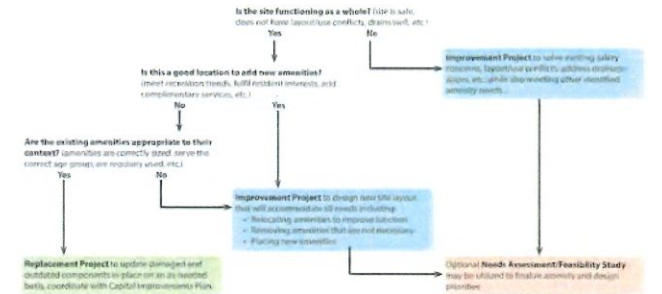 Is the site functioning as a whole? (site is safe,
does not have layout/use conflicts, drains well, etc.)
Yes
No
Is this a good location to add new amenities?
(meet recreation trends, fulfill resident interests, add
complementary services, etc.)
No
Yes
Improvement Project to solve existing safety
concerns, layout/use conflicts, address drainage
issues, etc. while also meeting other identified
amenity needs.
Are the existing amenities appropriate to their
context? (amenities are correctly sized, serve the
correct age group, are regularly used, etc.)
Yes
No
Improvement Project to design new site layout
that will accommodate all needs including:
Relocating amenities to improve function
Removing amenities that are not necessary
Placing new amenities
Replacement Project to update damaged and
outdated components in-place on an as needed
basis, coordinate with Capital Improvements Plan.
Optional Needs Assessment/Feasibility Study
may be utilized to finalize amenity and design
priorities